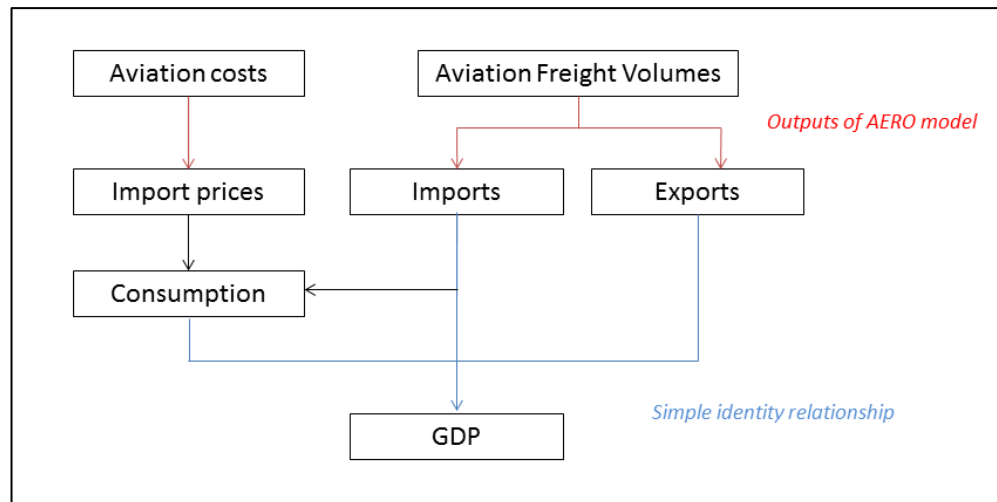 Aviation costs
Aviation Freight Volumes
Outputs of AERO model
Import prices
Imports
Exports
Consumption
Simple identity relationship
GDP